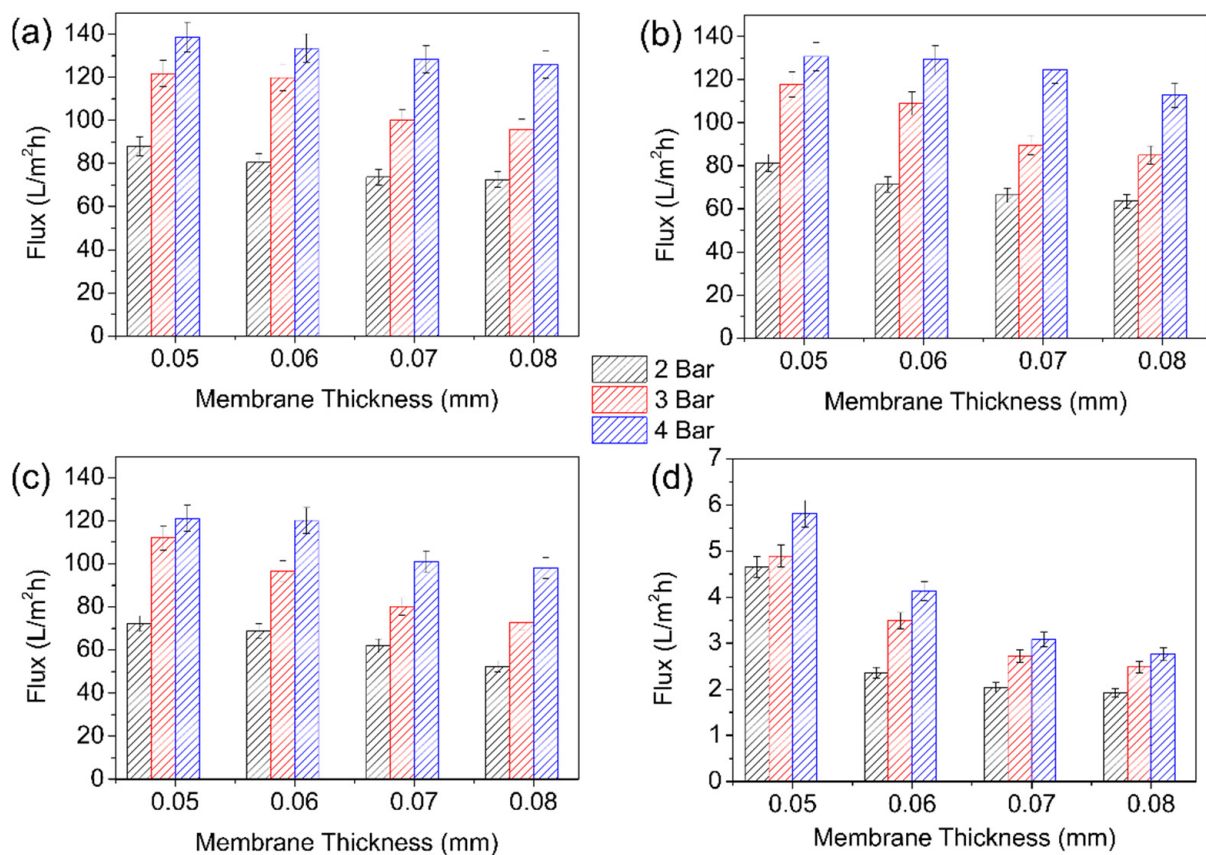 (a)
Flux (L/m²h)
140
120
100
80
60
40
20
0
0.05 0.06 0.07 0.08
Membrane Thickness (mm)
(b)
Flux (L/m²h)
140
120
100
80
60
40
20
0
0.05 0.06 0.07 0.08
Membrane Thickness (mm)
2 Bar
3 Bar
4 Bar
(c)
Flux (L/m²h)
140
120
100
80
60
40
20
0
0.05 0.06 0.07 0.08
Membrane Thickness (mm)
(d)
Flux (L/m²h)
7
6
5
4
3
2
1
0
0.05 0.06 0.07 0.08
Membrane Thickness (mm)